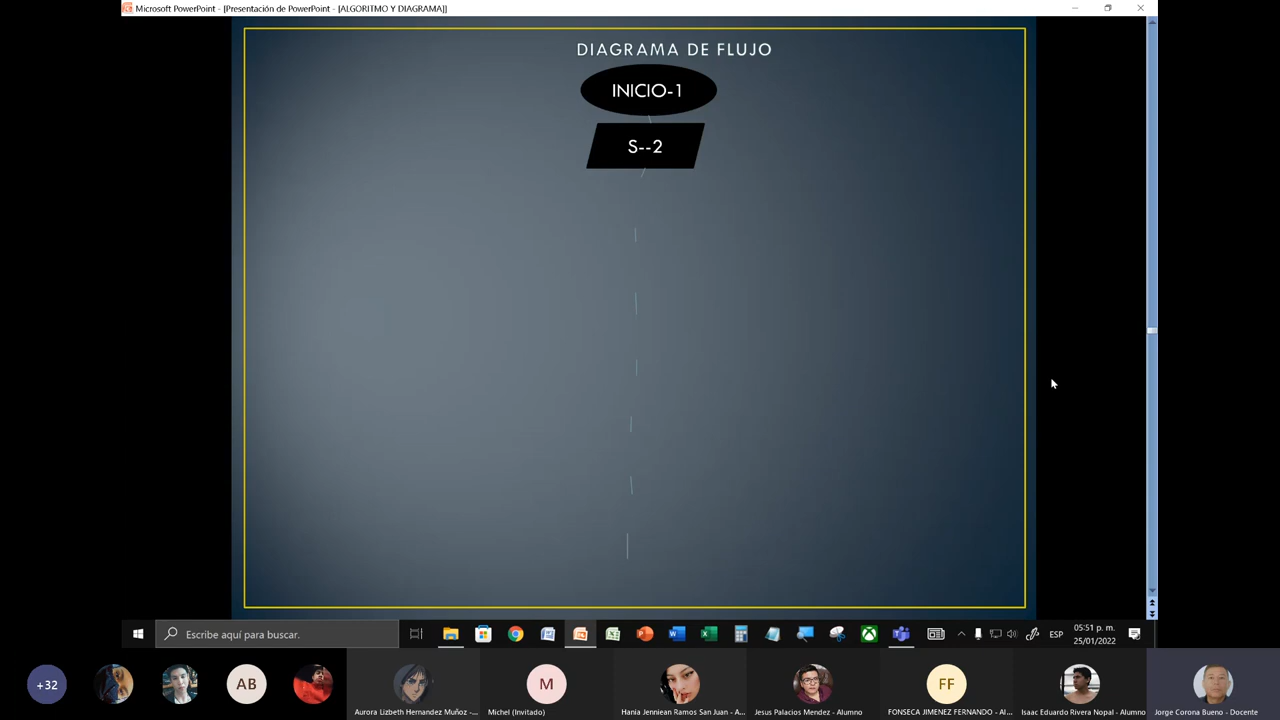 Microsoft PowerPoint - [Presentación de PowerPoint - [ALGORITMO Y DIAGRAMA]]
DIAGRAMA DE FLUJO
INICIO-1
S--2
Escribe aquí para buscar.
ESP
05:51 p. m.
25/01/2022
+32
AB
M
FF
Aurora Lizbeth Hernandez Muñoz -...
Michel (Invitado)
Hania Jenniean Ramos San Juan - A...
Jesus Palacios Mendez - Alumno
FONSECA JIMENEZ FERNANDO - Al...
Isaac Eduardo Rivera Nopal - Alumno
Jorge Corona Bueno - Docente